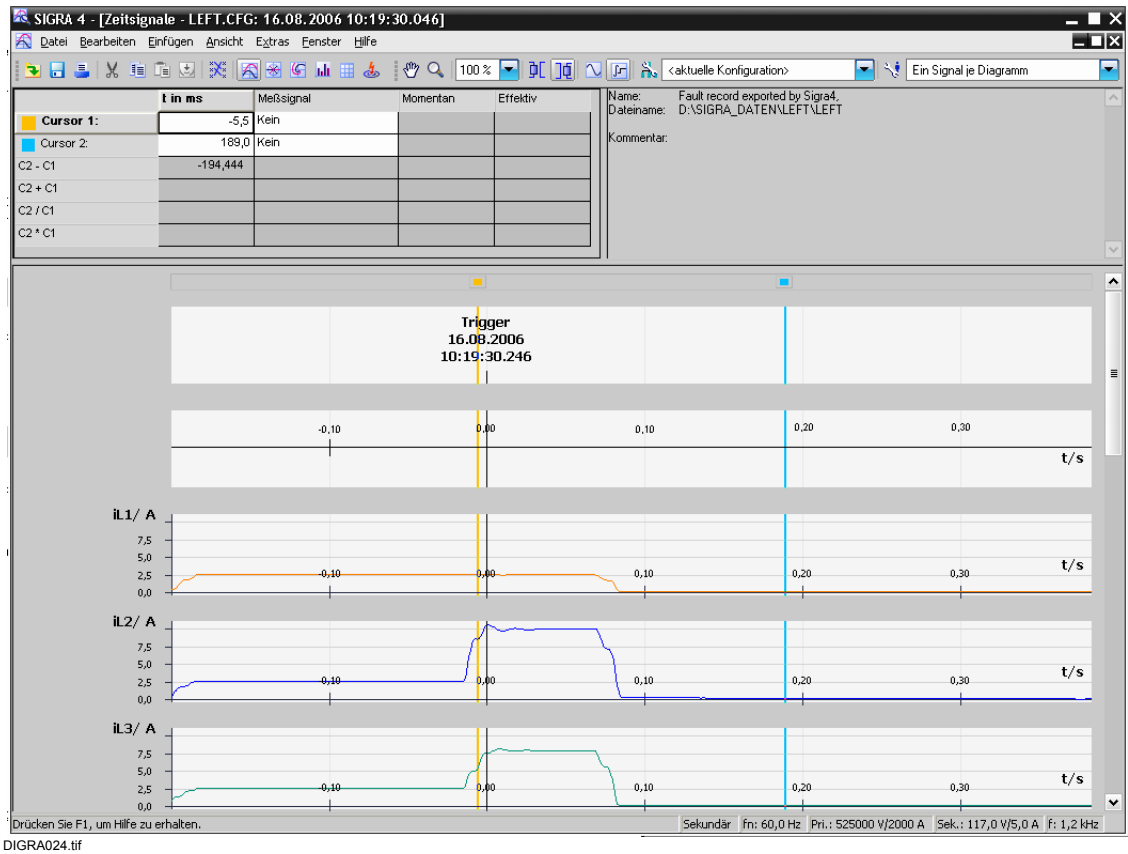 SIGRA 4 - [Zeitsignale - LEFT.CFG: 16.08.2006 10:19:30.046]
Datei Bearbeiten Einfügen Ansicht Extras Fenster Hilfe
100 % <aktuelle Konfiguration> Ein Signal je Diagramm
t in ms Meßsignal Momentan Effektiv
Cursor 1: -5,5 Kein
Cursor 2: 189,0 Kein
C2 - C1 -194,444
C2 + C1
C2 / C1
C2 * C1
Name: Fault record exported by Sigra4,
Dateiname: D:\SIGRA_DATEN\LEFT\LEFT
Kommentar:
Trigger
16.08.2006
10:19:30.246
-0,10 0,00 0,10 0,20 0,30
t/s
iL1/ A
7,5
5,0
2,5
0,0
-0,10 0,00 0,10 0,20 0,30
t/s
iL2/ A
7,5
5,0
2,5
0,0
-0,10 0,00 0,10 0,20 0,30
t/s
iL3/ A
7,5
5,0
2,5
0,0
-0,10 0,00 0,10 0,20 0,30
t/s
Drücken Sie F1, um Hilfe zu erhalten. Sekundär fn: 60,0 Hz Pri.: 525000 V/2000 A Sek.: 117,0 V/5,0 A f: 1,2 kHz
DIGRA024.tif